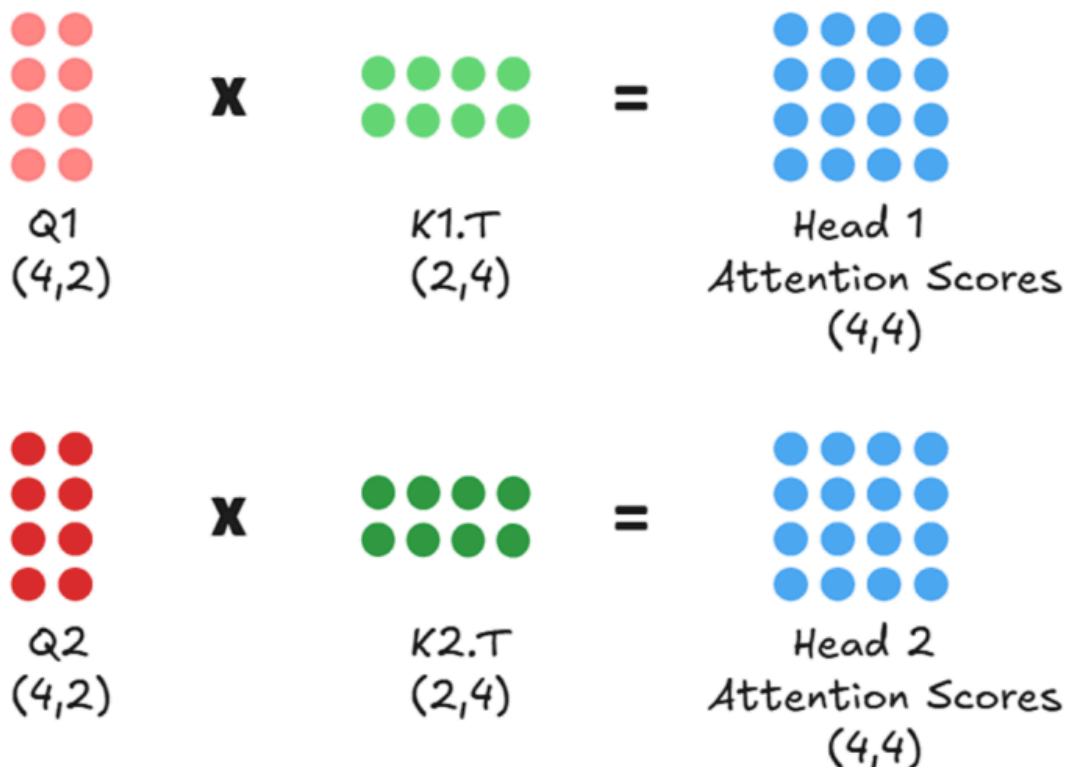 x =
Q1 K1.T Head 1
(4,2) (2,4) Attention Scores
(4,4)
x =
Q2 K2.T Head 2
(4,2) (2,4) Attention Scores
(4,4)